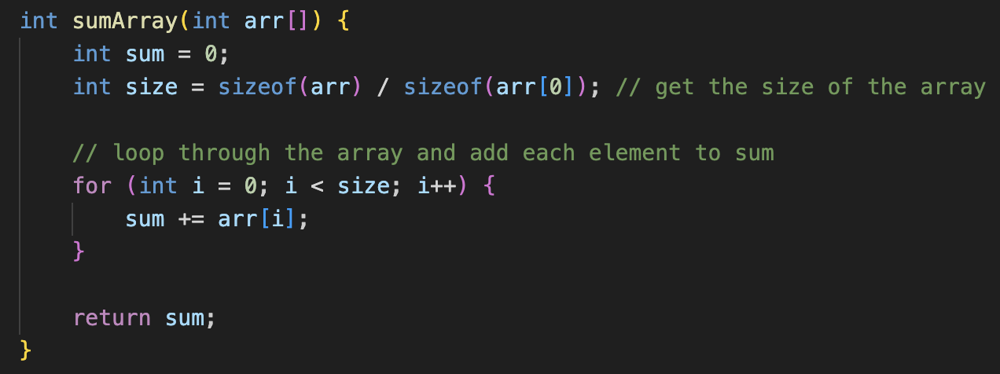 int sumArray(int arr[]) {
    int sum = 0;
    int size = sizeof(arr) / sizeof(arr[0]); // get the size of the array

    // loop through the array and add each element to sum
    for (int i = 0; i < size; i++) {
        sum += arr[i];
    }

    return sum;
}